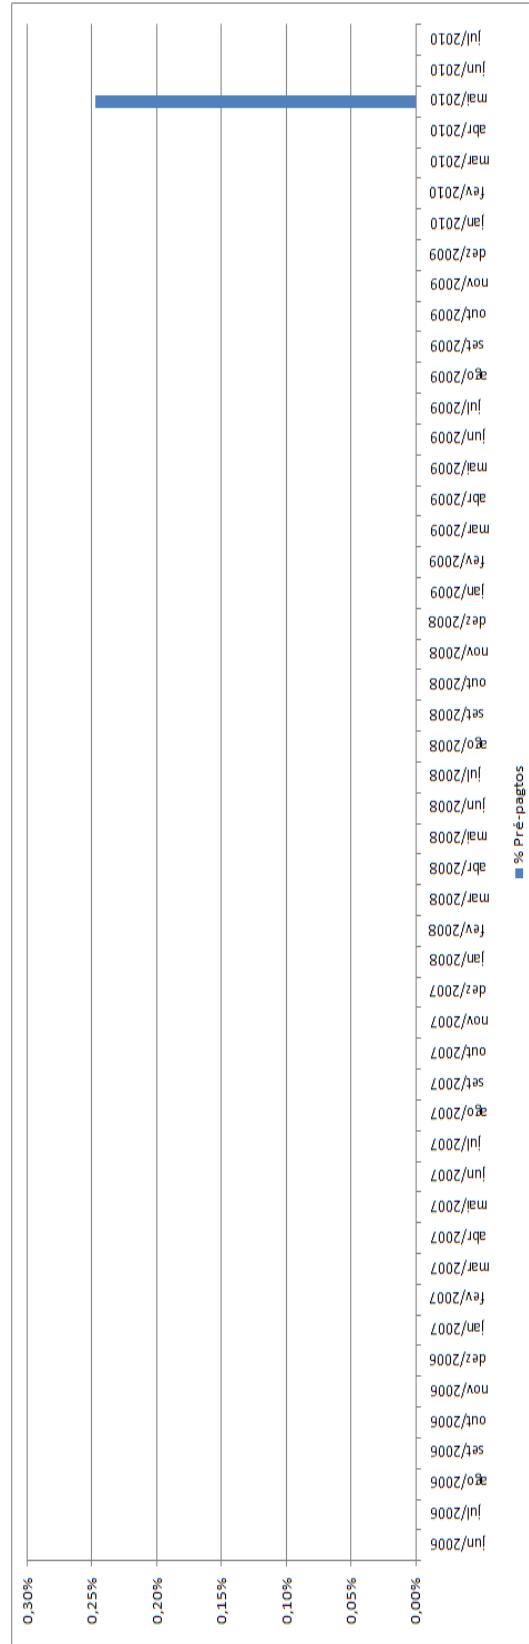 0,30%
0,25%
0,20%
0,15%
0,10%
0,05%
0,00%
jun/2006
jul/2006
ago/2006
set/2006
out/2006
nov/2006
dez/2006
jan/2007
fev/2007
mar/2007
abr/2007
mai/2007
jun/2007
jul/2007
ago/2007
set/2007
out/2007
nov/2007
dez/2007
jan/2008
fev/2008
mar/2008
abr/2008
mai/2008
jun/2008
jul/2008
ago/2008
set/2008
out/2008
nov/2008
dez/2008
jan/2009
fev/2009
mar/2009
abr/2009
mai/2009
jun/2009
jul/2009
ago/2009
set/2009
out/2009
nov/2009
dez/2009
jan/2010
fev/2010
mar/2010
abr/2010
mai/2010
jun/2010
jul/2010
% Pré-pagtos